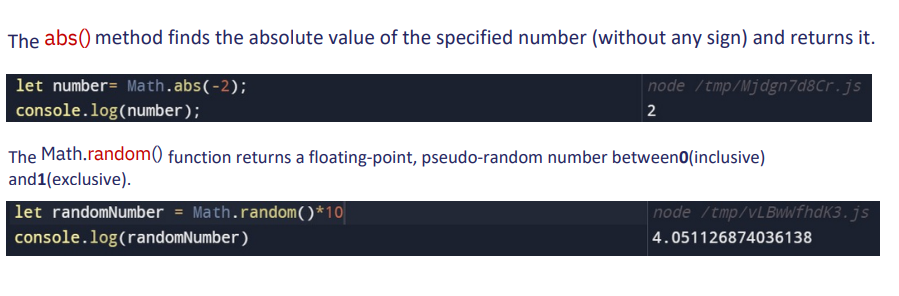 The abs() method finds the absolute value of the specified number (without any sign) and returns it.
let number= Math.abs(-2);
node /tmp/Mjdgn7d8Cr.js
console.log(number);
2
The Math.random() function returns a floating-point, pseudo-random number between0(inclusive)
and1(exclusive).
let randomNumber = Math.random()*10
node /tmp/vLBwWfhdK3.js
console.log(randomNumber)
4.051126874036138